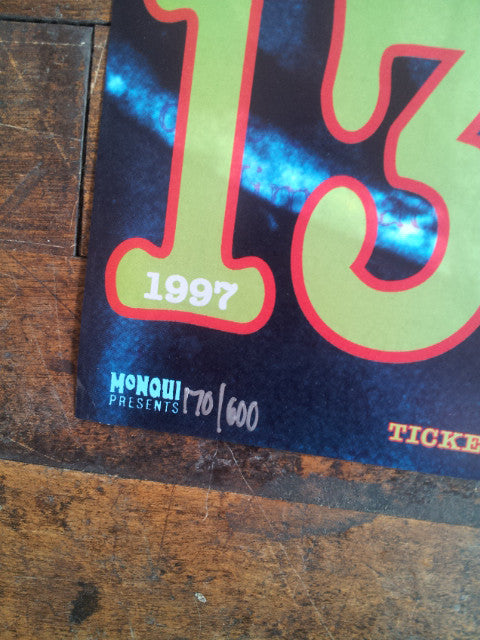 13
1997
MONQUI
PRESENTS
170/600
TICKE